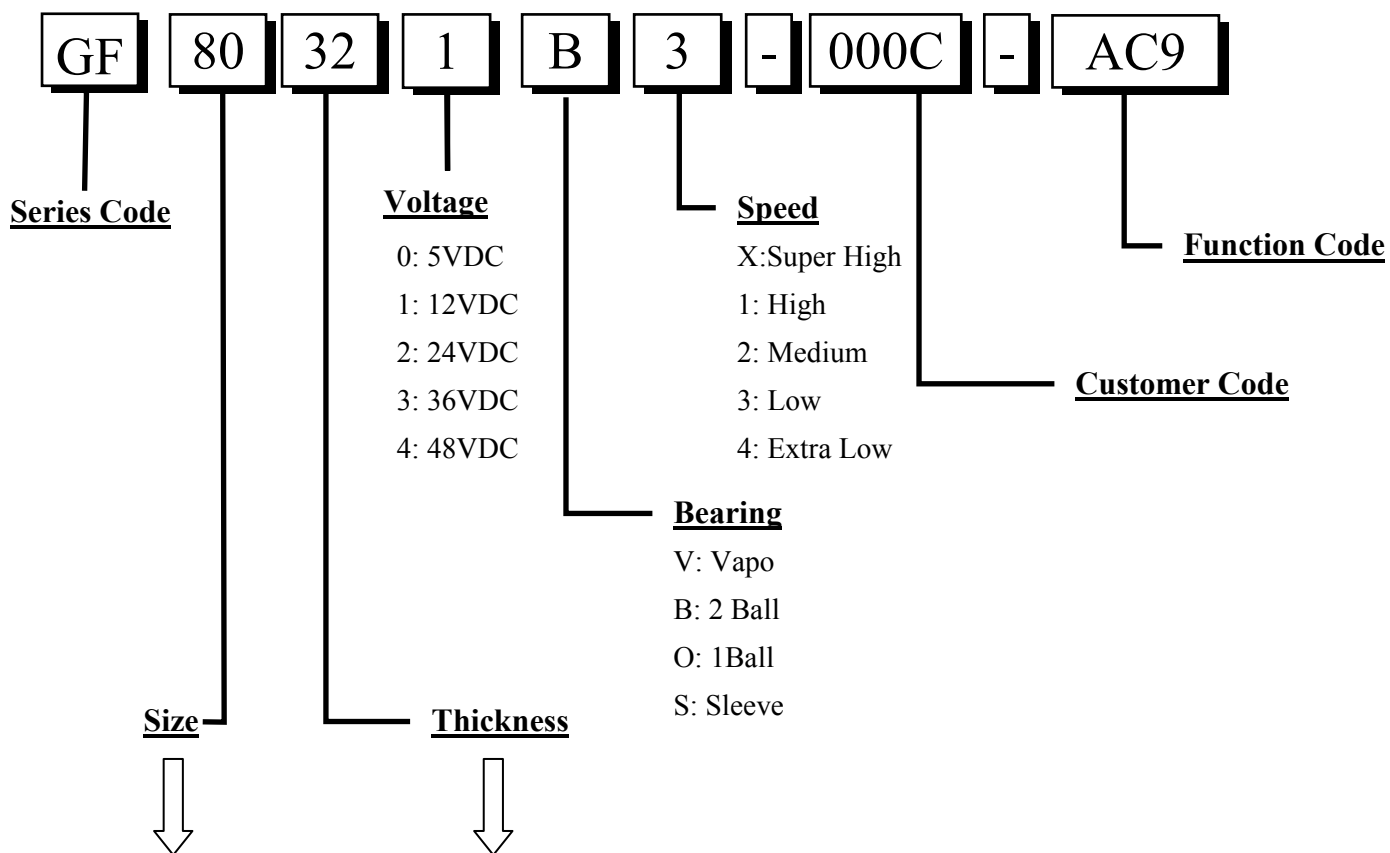 GF 80 32 1 B 3 - 000C - AC9
Series Code
Voltage
0: 5VDC
1: 12VDC
2: 24VDC
3: 36VDC
4: 48VDC
Speed
X:Super High
1: High
2: Medium
3: Low
4: Extra Low
Function Code
Customer Code
Bearing
V: Vapo
B: 2 Ball
O: 1Ball
S: Sleeve
Size
Thickness